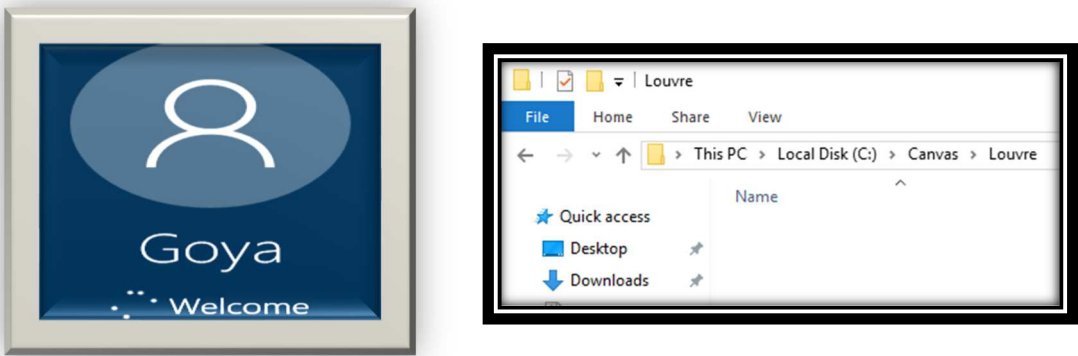 Goya
Welcome
Louvre
File Home Share View
This PC > Local Disk (C:) > Canvas > Louvre
Name
Quick access
Desktop
Downloads